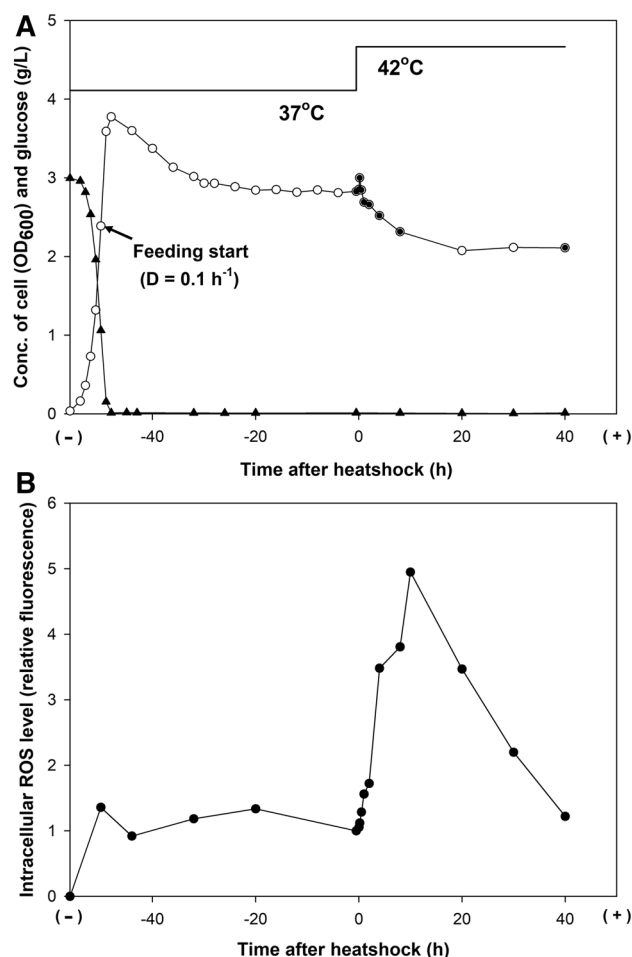 A
5
4
3
2
1
0
Conc. of cell (OD600) and glucose (g/L)
42°C
37°C
Feeding start
(D = 0.1 h-1)
(-) -40 -20 0 20 40 (+)
Time after heatshock (h)
B
6
5
4
3
2
1
0
Intracellular ROS level (relative fluorescence)
(-) -40 -20 0 20 40 (+)
Time after heatshock (h)